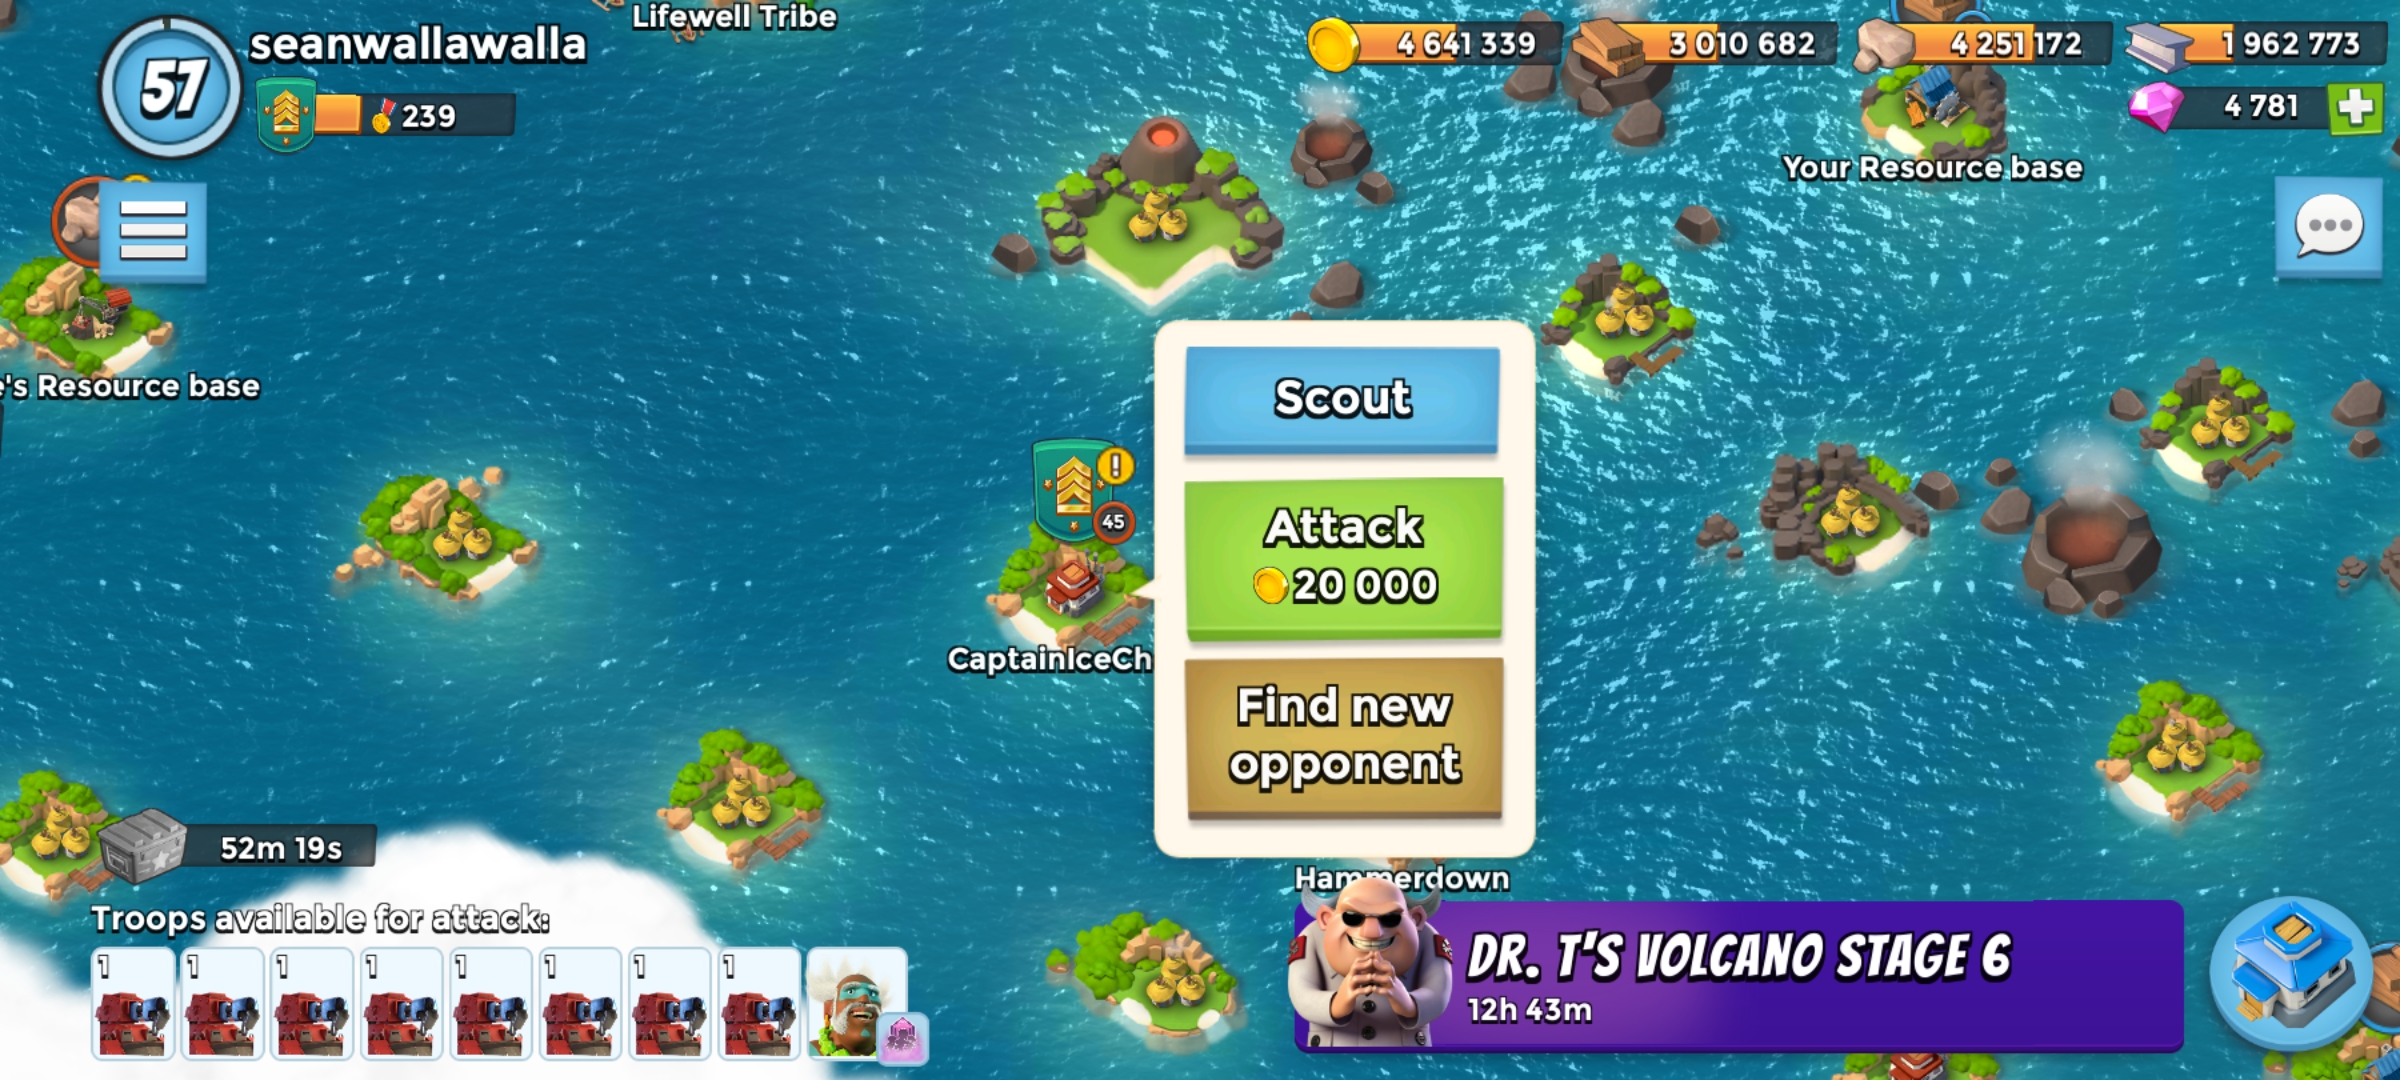 Lifewell Tribe
57
seanwallawalla
239
4 641 339
3 010 682
4 251 172
1 962 773
4 781
Your Resource base
's Resource base
Scout
Attack
20 000
Find new
opponent
!
45
CaptainIceCh
52m 19s
Hammerdown
Troops available for attack:
1 1 1 1 1 1 1 1
DR. T'S VOLCANO STAGE 6
12h 43m